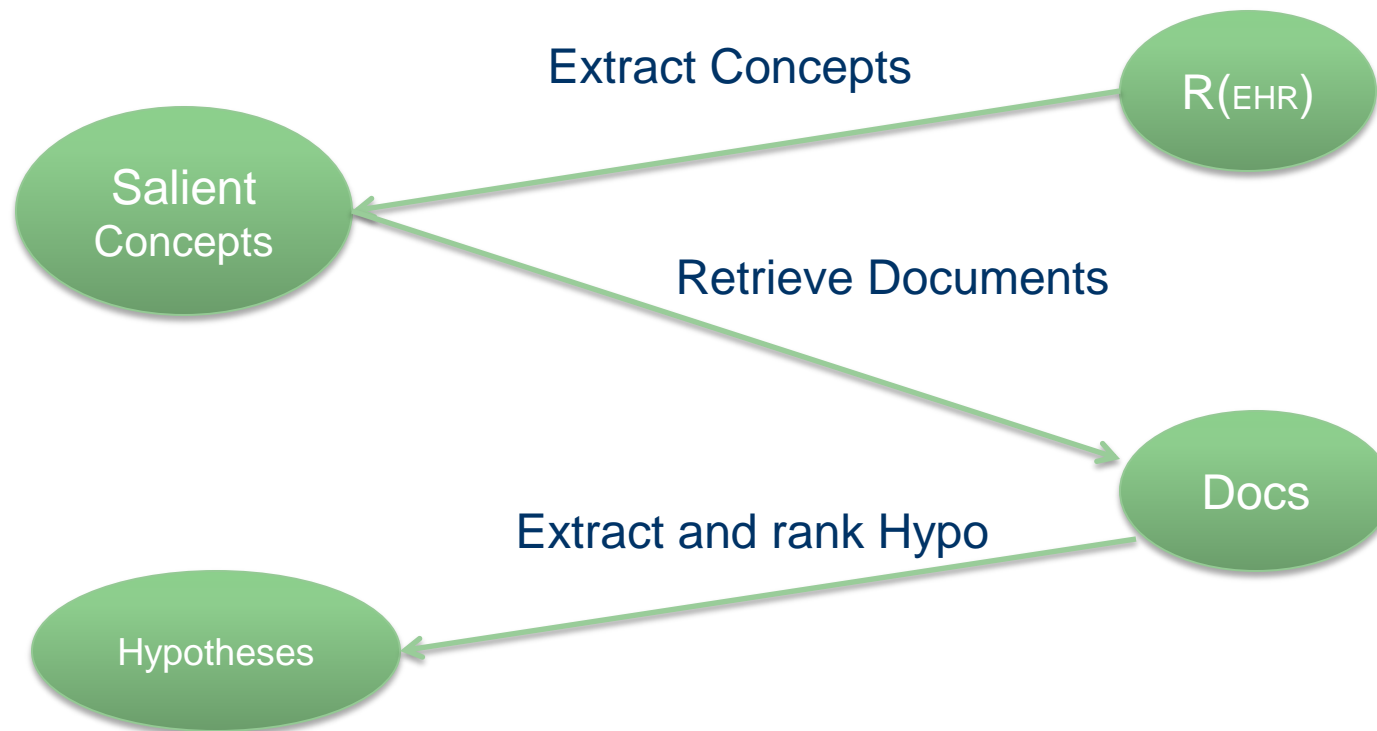 Extract Concepts
R(EHR)
Salient
Concepts
Retrieve Documents
Docs
Extract and rank Hypo
Hypotheses